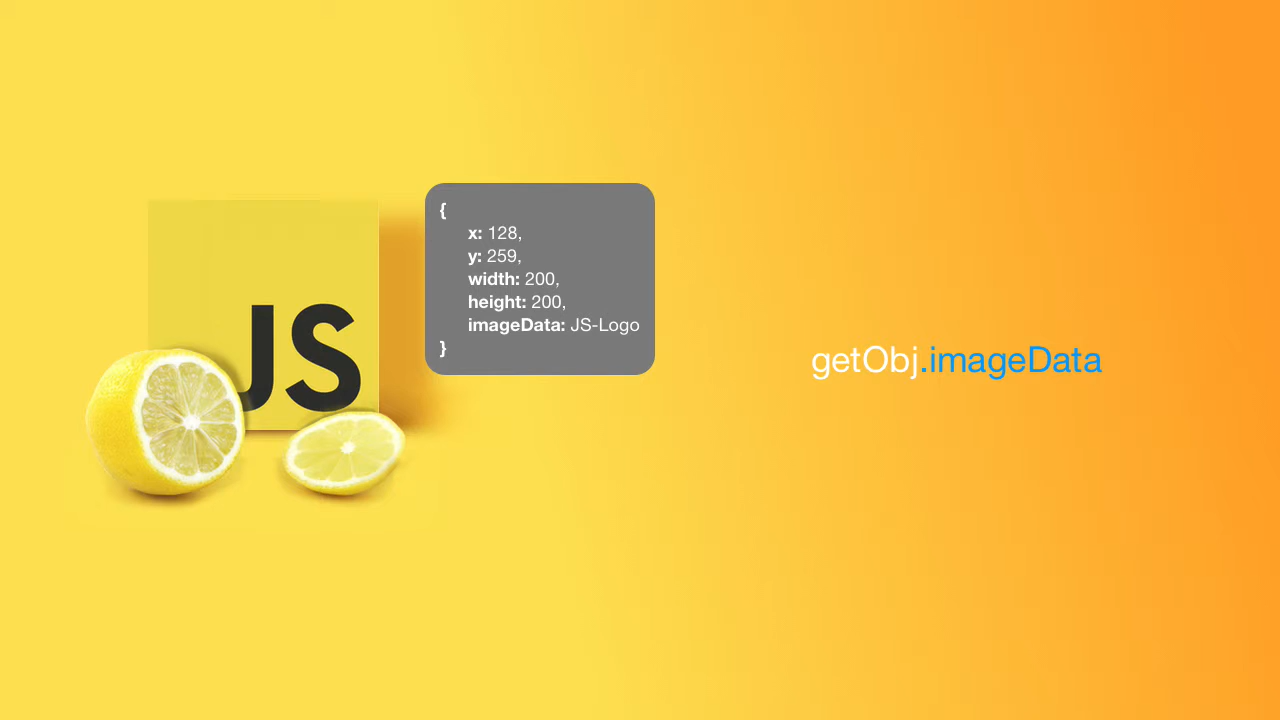 JS
{
x: 128,
y: 259,
width: 200,
height: 200,
imageData: JS-Logo
}
getObj.imageData